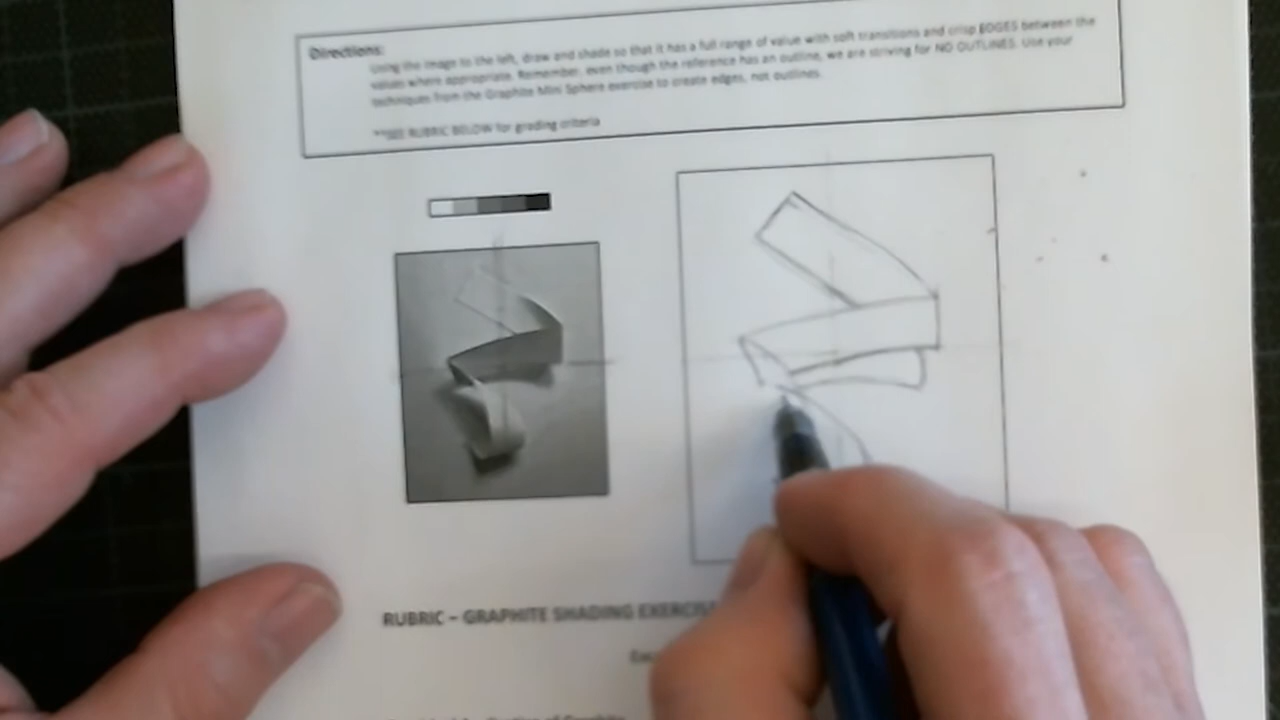 Directions:
Using the image to the left, draw and shade so that it has a full range of value with soft transitions and crisp EDGES between the
values where appropriate. Remember, even though the reference has an outline, we are striving for NO OUTLINES. Use your
techniques from the Graphite Mini Sphere exercise to create edges, not outlines.
**SEE RUBRIC BELOW for grading criteria
RUBRIC – GRAPHITE SHADING EXERCIS